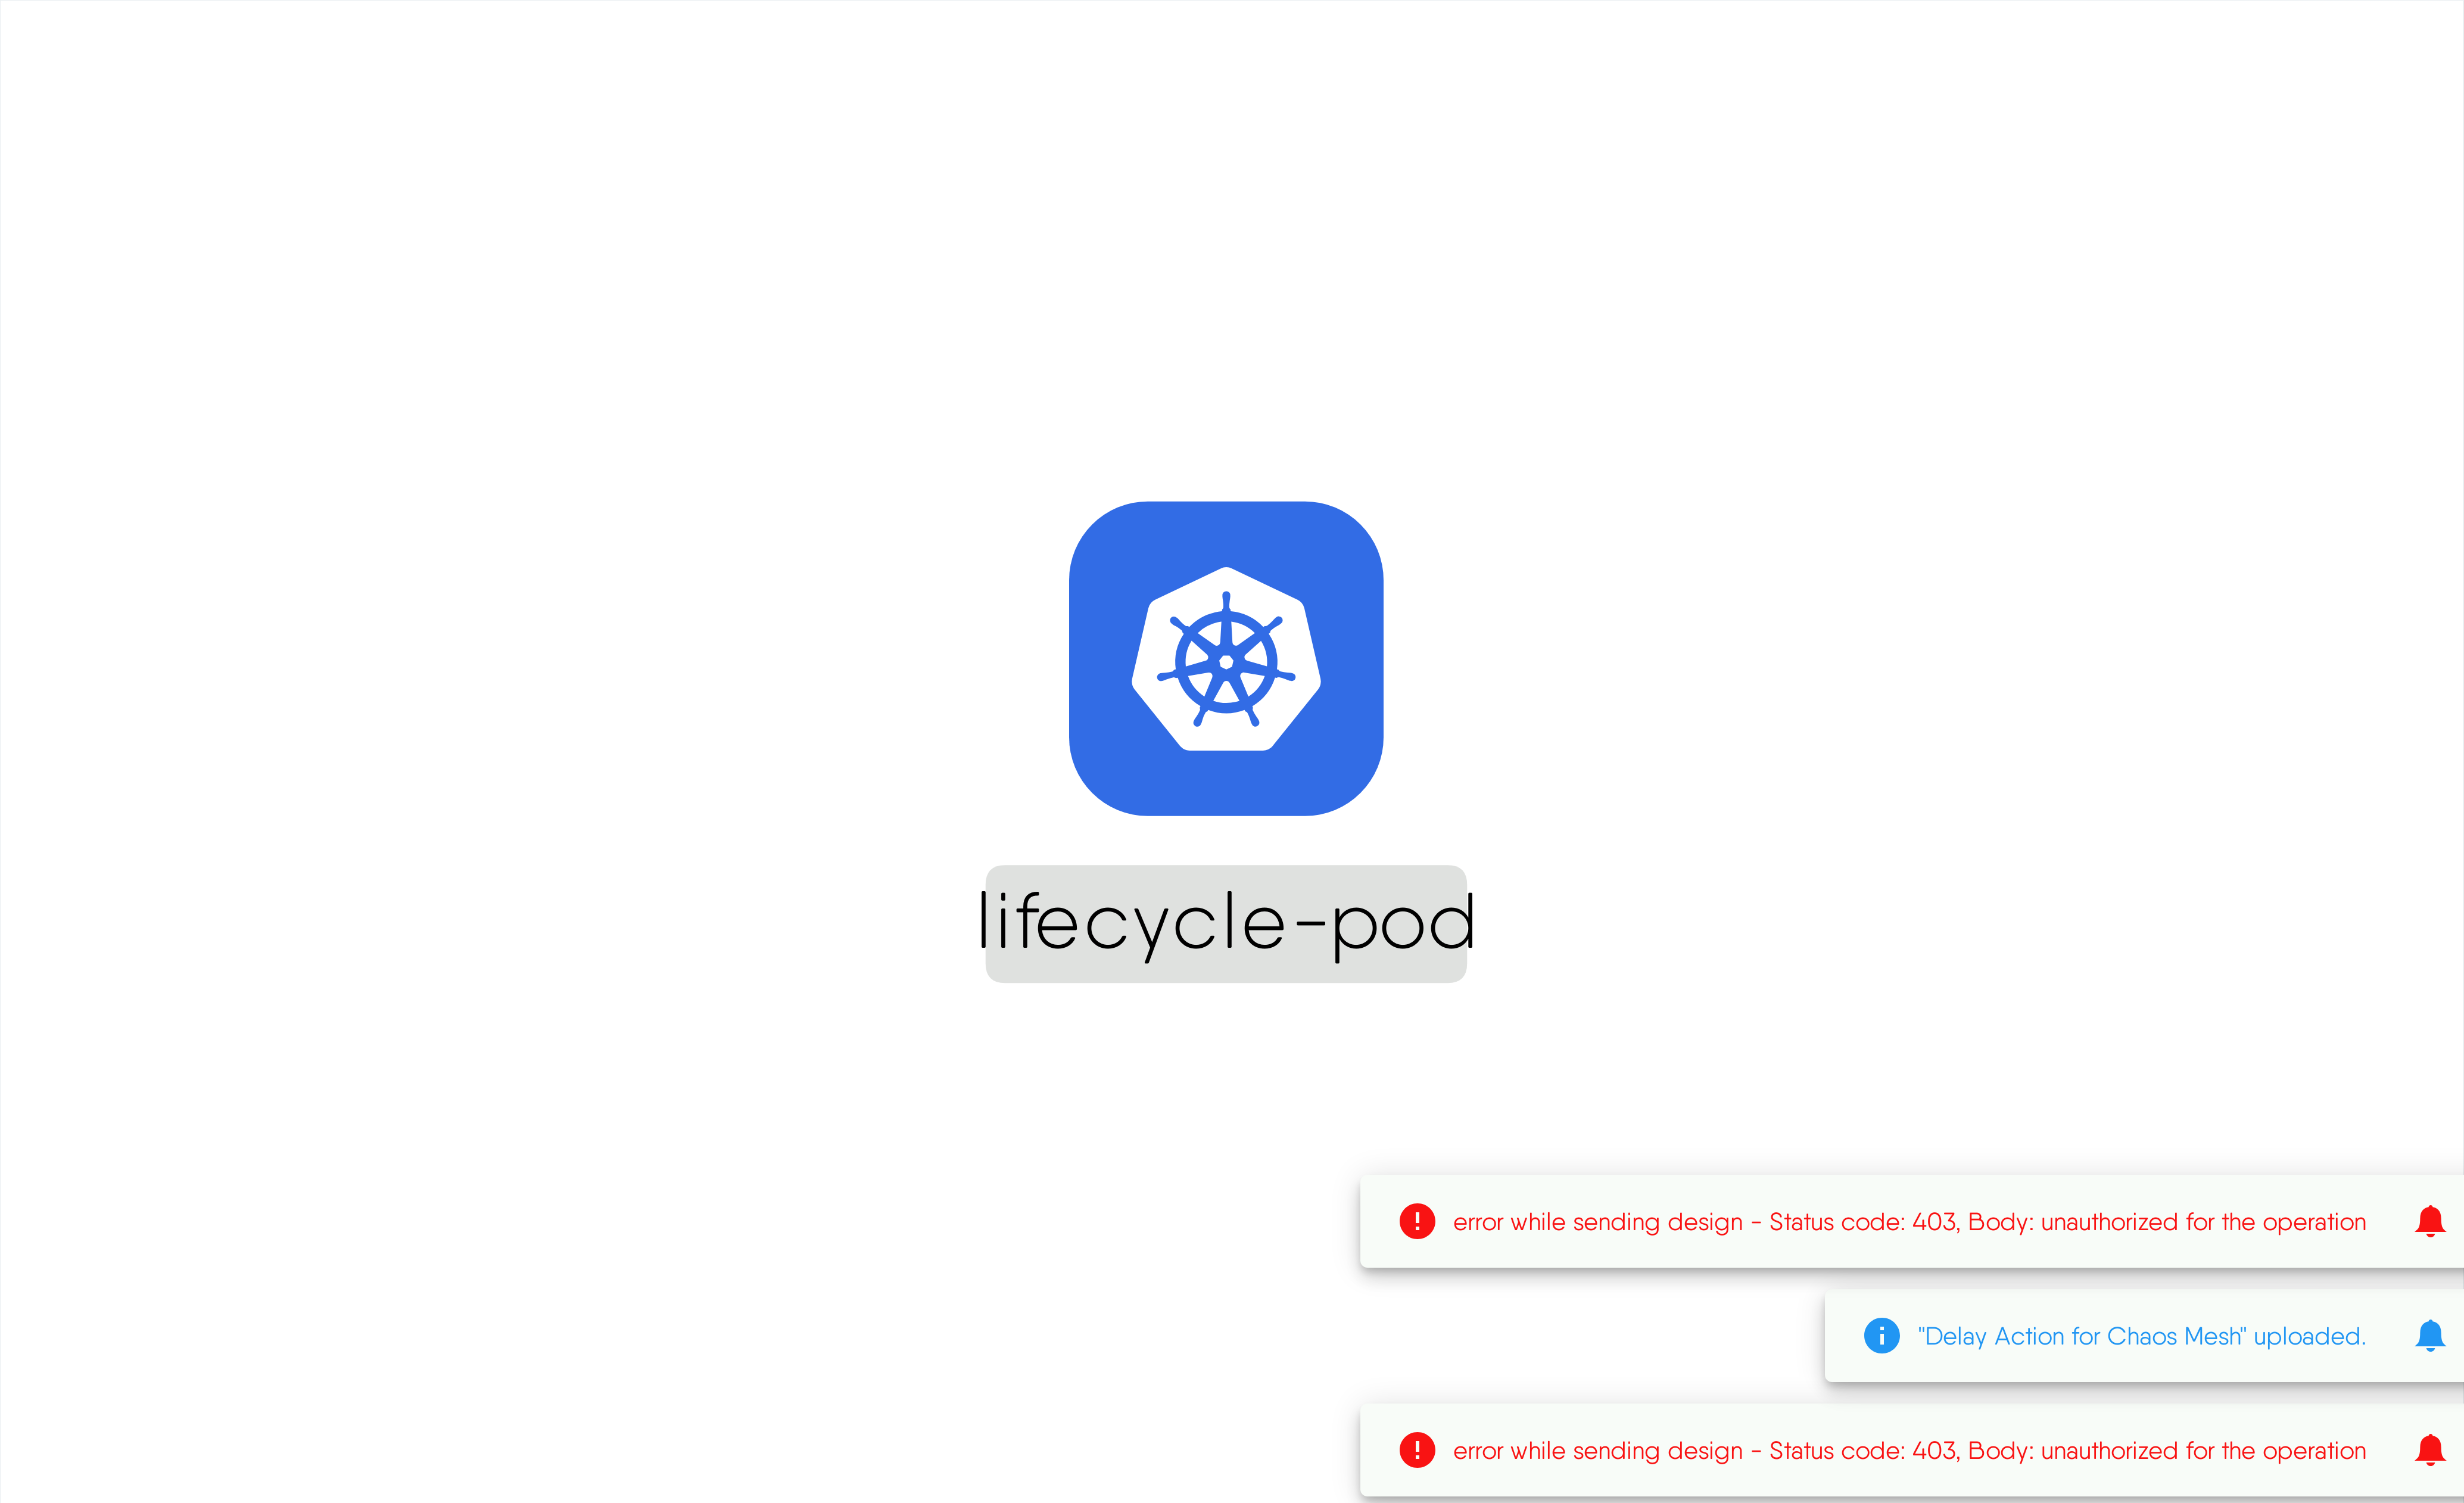 lifecycle-pod
error while sending design - Status code: 403, Body: unauthorized for the operation
"Delay Action for Chaos Mesh" uploaded.
error while sending design - Status code: 403, Body: unauthorized for the operation